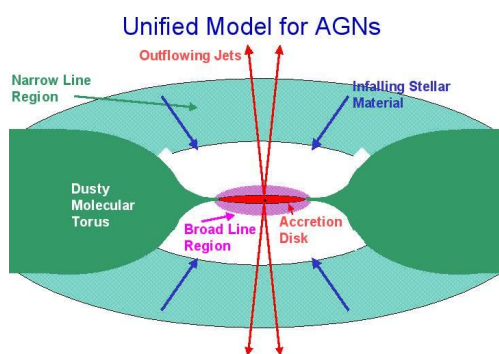 Unified Model for AGNs
Outflowing Jets
Narrow Line
Region
Infalling Stellar
Material
Dusty
Molecular
Torus
Broad Line
Region
Accretion
Disk